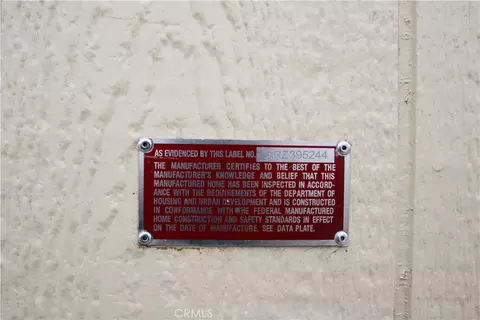 AS EVIDENCED BY THIS LABEL NO.
THE MANUFACTURER CERTIFIES TO THE BEST OF THE
MANUFACTURER'S KNOWLEDGE AND BELIEF THAT THIS
MANUFACTURED HOME HAS BEEN INSPECTED IN ACCORD-
ANCE WITH THE REQUIREMENTS OF THE DEPARTMENT OF
HOUSING AND URBAN DEVELOPMENT AND IS CONSTRUCTED
IN CONFORMANCE WITH THE FEDERAL MANUFACTURED
HOME CONSTRUCTION AND SAFETY STANDARDS IN EFFECT
ON THE DATE OF MANUFACTURE. SEE DATA PLATE.
CRMLS